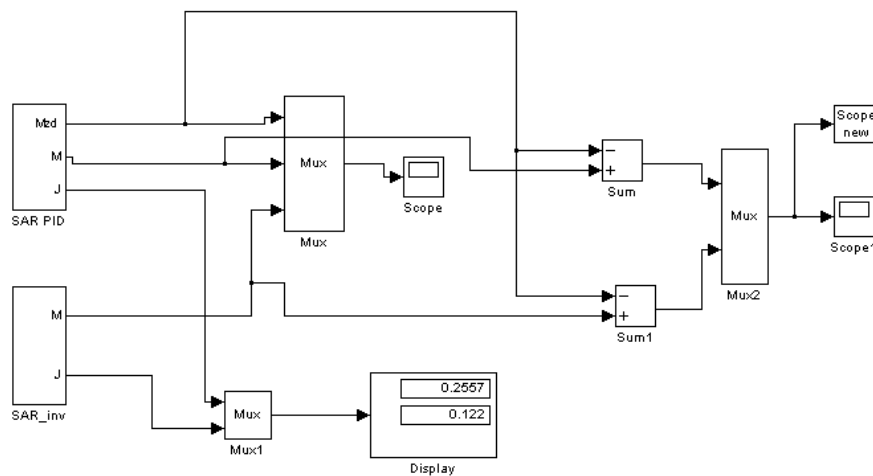 Mzd
M
J
SAR PID
Mux
Mux
Scope
−
+
Sum
Mux
Mux2
Scope
new
Scope1
M
J
SAR_inv
−
+
Sum1
Mux
Mux1
0.2557
0.122
Display